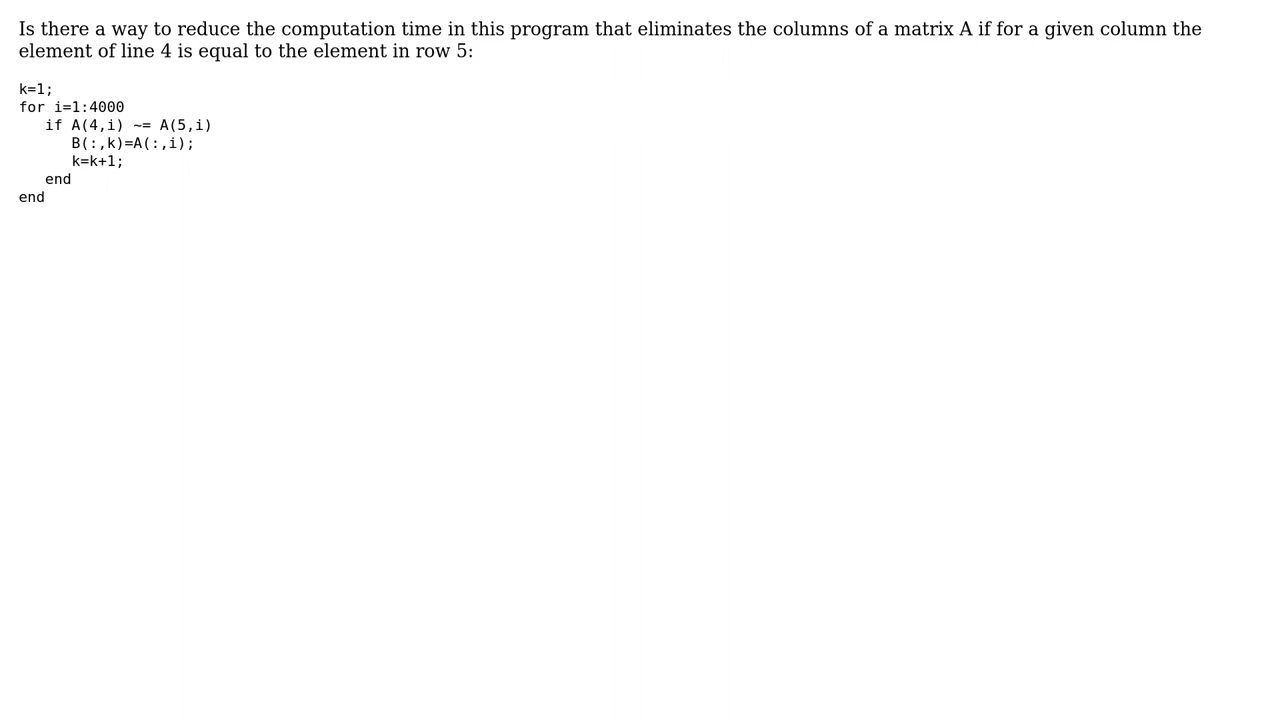 Is there a way to reduce the computation time in this program that eliminates the columns of a matrix A if for a given column the
element of line 4 is equal to the element in row 5:
k=1;
for i=1:4000
   if A(4,i) ~= A(5,i)
      B(:,k)=A(:,i);
      k=k+1;
   end
end